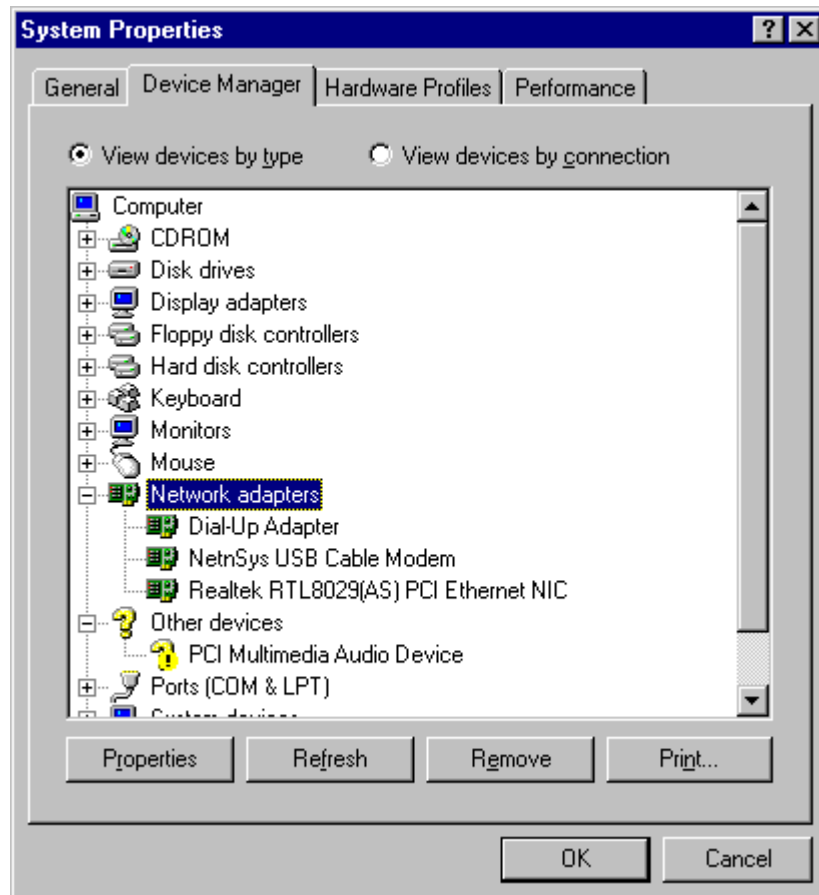 System Properties
General Device Manager Hardware Profiles Performance
View devices by type View devices by connection
Computer
CDROM
Disk drives
Display adapters
Floppy disk controllers
Hard disk controllers
Keyboard
Monitors
Mouse
Network adapters
Dial-Up Adapter
NetnSys USB Cable Modem
Realtek RTL8029(AS) PCI Ethernet NIC
Other devices
PCI Multimedia Audio Device
Ports (COM & LPT)
System devices
Properties Refresh Remove Print...
OK Cancel